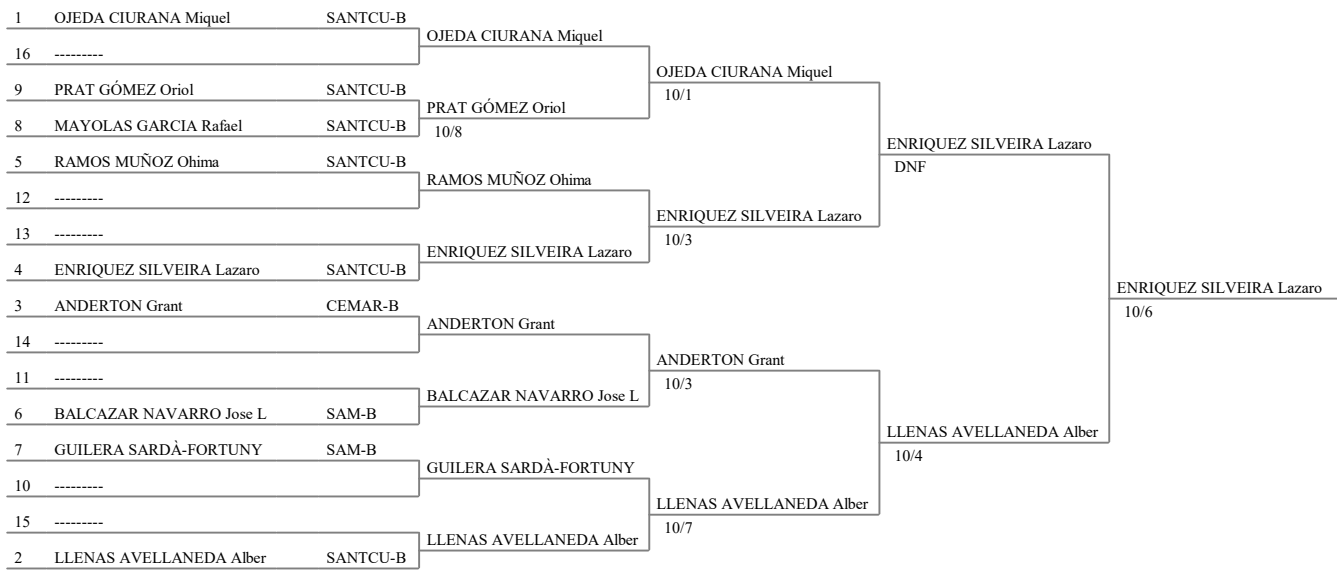 1 OJEDA CIURANA Miquel SANTCU-B
OJEDA CIURANA Miquel
16 ---------
OJEDA CIURANA Miquel
9 PRAT GÓMEZ Oriol SANTCU-B
10/1
PRAT GÓMEZ Oriol
8 MAYOLAS GARCIA Rafael SANTCU-B
10/8
ENRIQUEZ SILVEIRA Lazaro
5 RAMOS MUÑOZ Ohima SANTCU-B
DNF
RAMOS MUÑOZ Ohima
12 ---------
ENRIQUEZ SILVEIRA Lazaro
13 ---------
10/3
ENRIQUEZ SILVEIRA Lazaro
4 ENRIQUEZ SILVEIRA Lazaro SANTCU-B
ENRIQUEZ SILVEIRA Lazaro
3 ANDERTON Grant CEMAR-B
10/6
ANDERTON Grant
14 ---------
ANDERTON Grant
11 ---------
10/3
BALCAZAR NAVARRO Jose L
6 BALCAZAR NAVARRO Jose L SAM-B
LLENAS AVELLANEDA Alber
7 GUILERA SARDÀ-FORTUNY SAM-B
10/4
GUILERA SARDÀ-FORTUNY
10 ---------
LLENAS AVELLANEDA Alber
15 ---------
10/7
LLENAS AVELLANEDA Alber
2 LLENAS AVELLANEDA Alber SANTCU-B